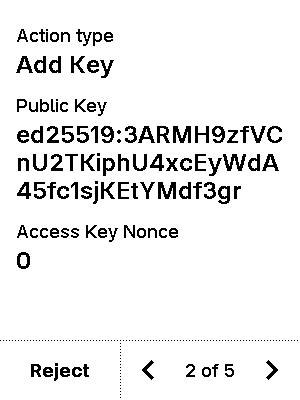 Action type
Add Key
Public Key
ed25519:3ARMH9zfVC
nU2TKiphU4xcEyWdA
45fc1sjKEtYMdf3gr
Access Key Nonce
0
Reject
2 of 5